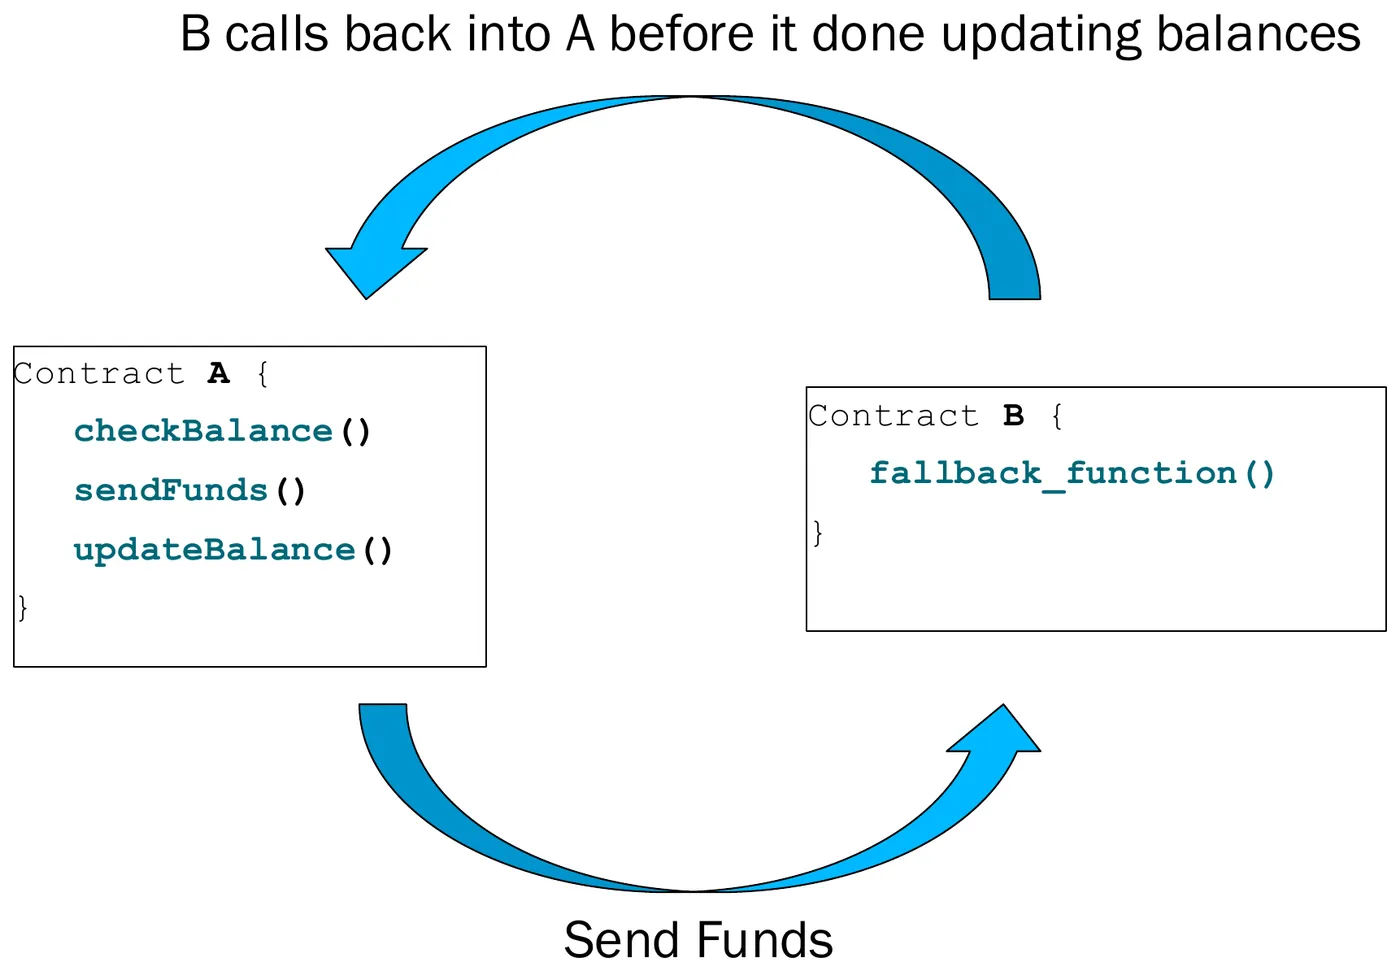 B calls back into A before it done updating balances
Contract A {
checkBalance()
sendFunds()
updateBalance()
}
Contract B {
fallback_function()
}
Send Funds